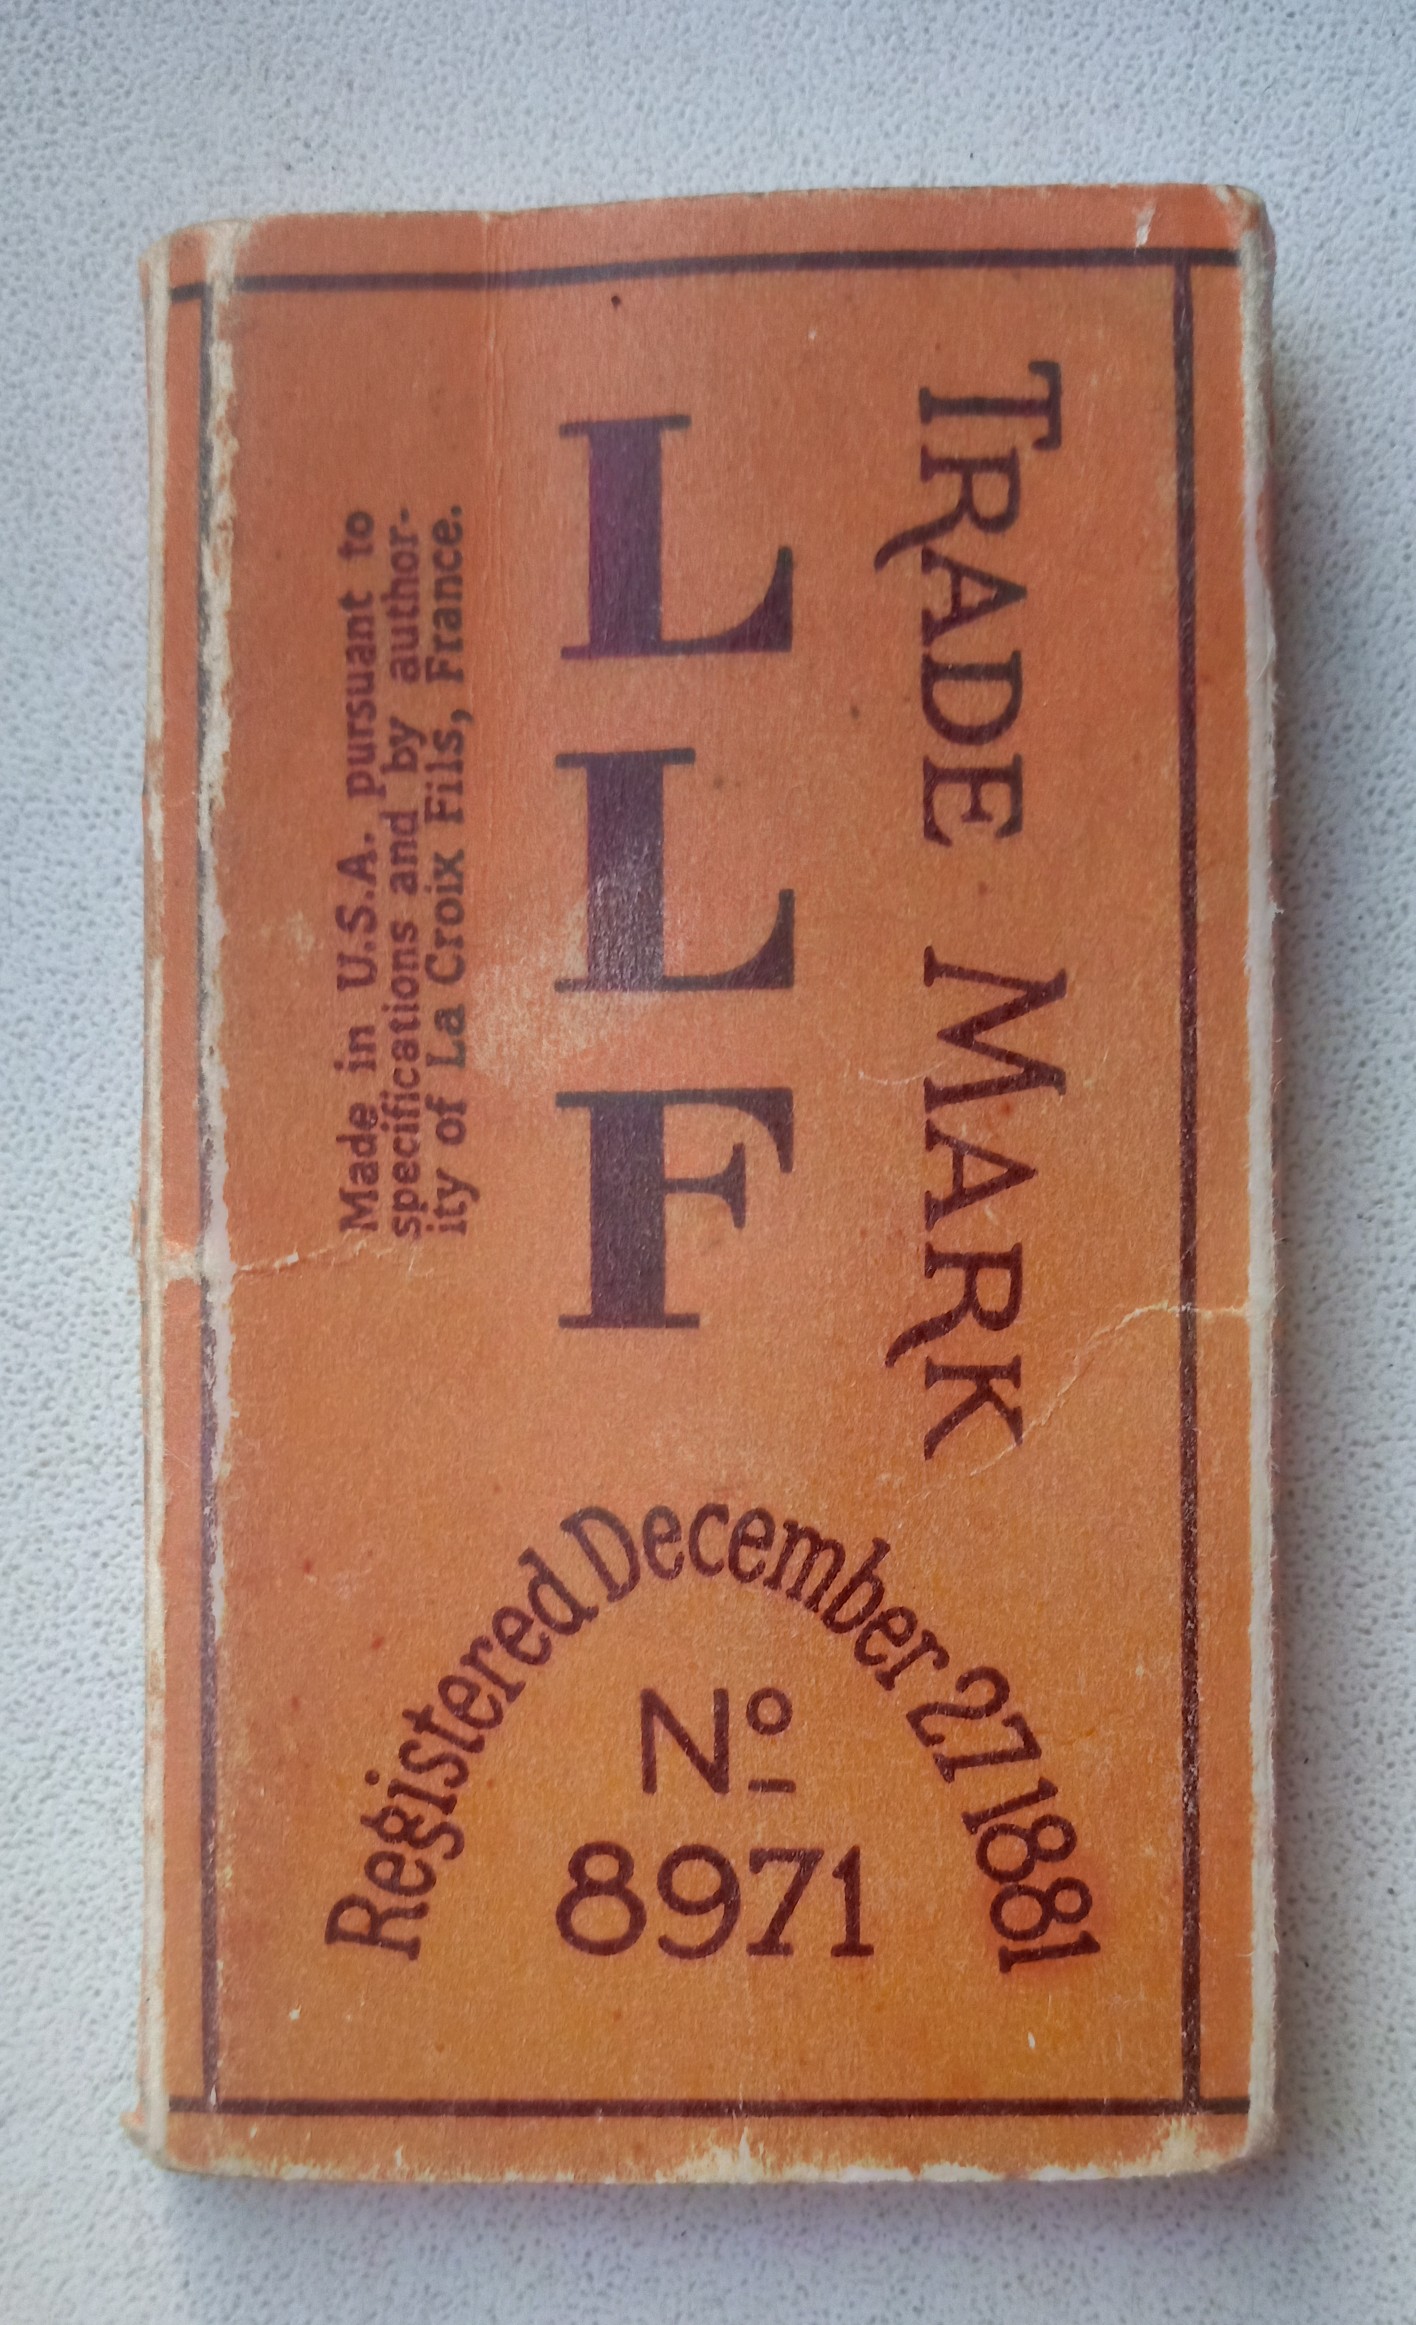 TRADE MARK
L L F
Made in U.S.A. pursuant to
specifications and by author-
ity of La Croix Fils, France.
Registered December 27 1881
Nº
8971